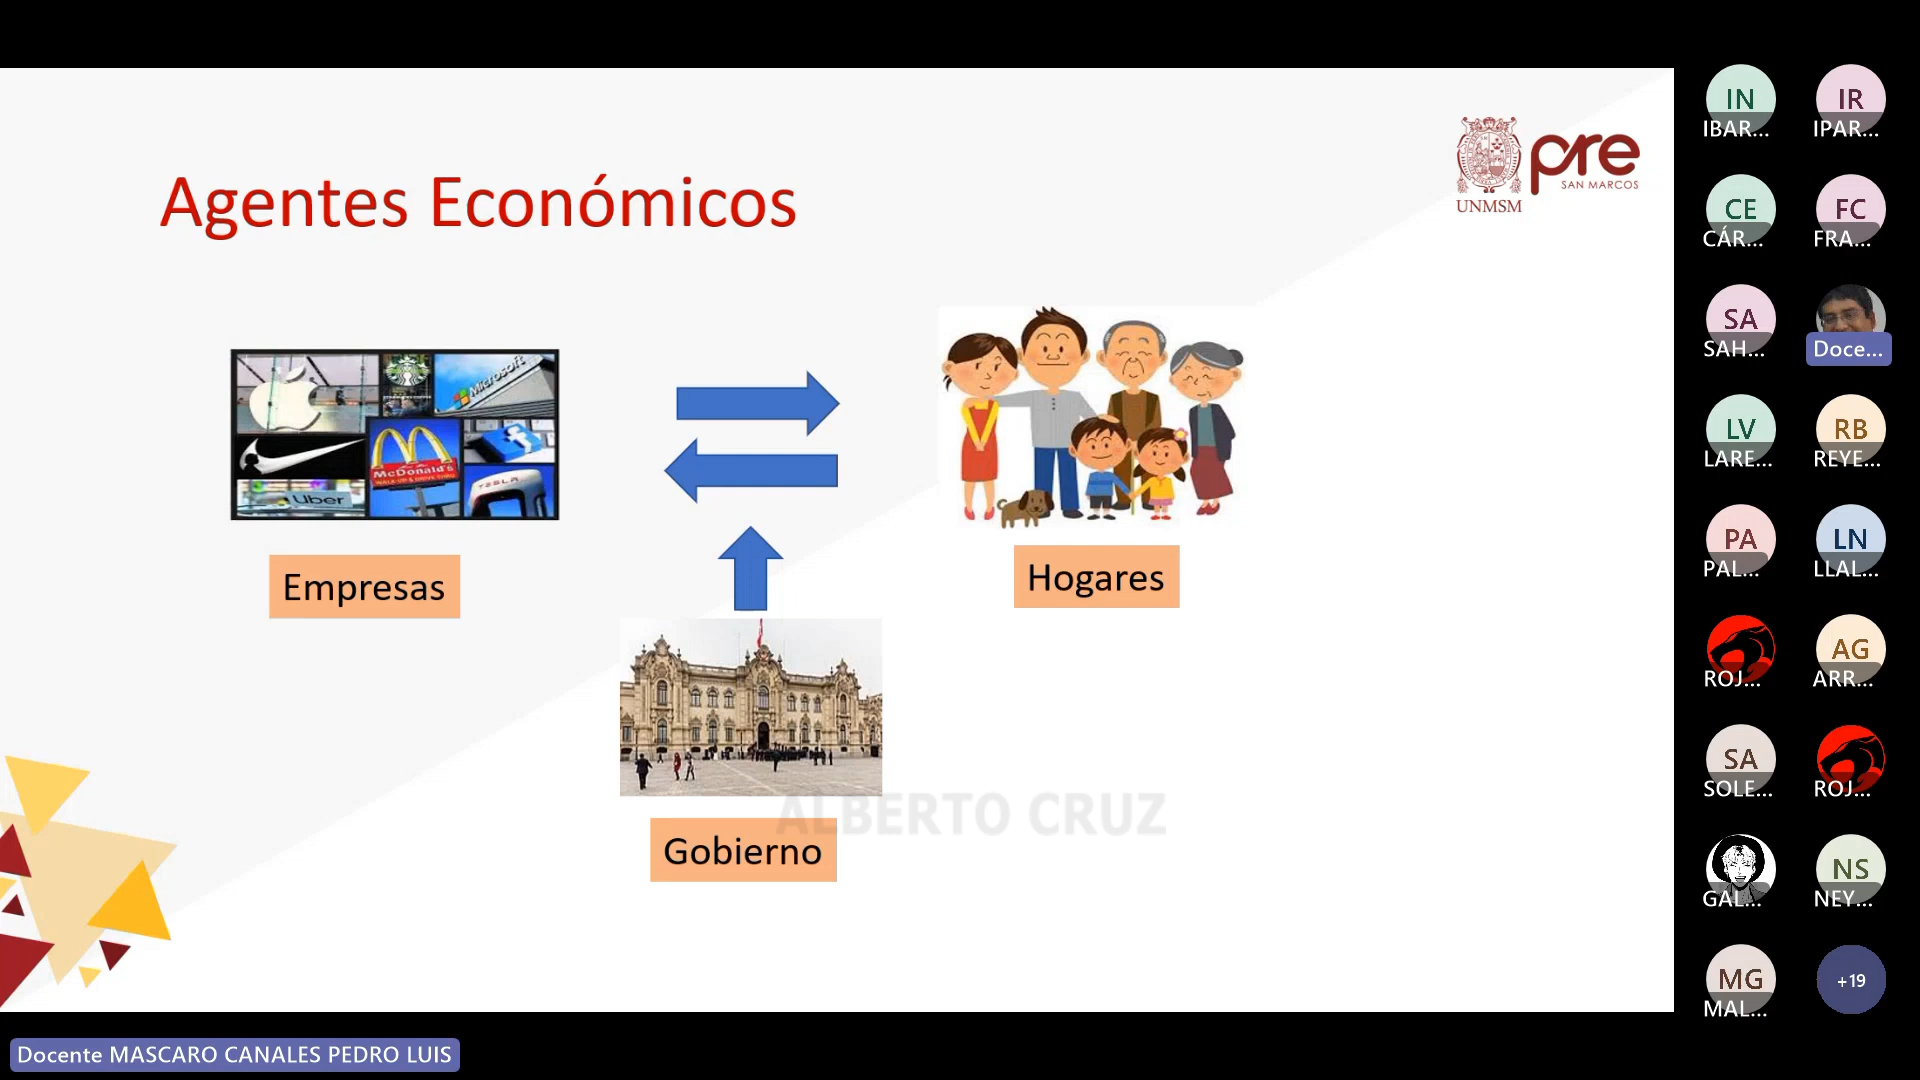 Agentes Económicos
UNMSM
pre
SAN MARCOS
Microsoft
McDonald's
Uber
TESLA
Empresas
Hogares
Gobierno
ALBERTO CRUZ
IN
IBAR...
IR
IPAR...
CE
CÁR...
FC
FRA...
SA
SAH...
Doce...
LV
LARE...
RB
REYE...
PA
PAL...
LN
LLAL...
ROJ...
AG
ARR...
SA
SOLE...
ROJ...
GAL...
NS
NEY...
MG
MAL...
+19
Docente MASCARO CANALES PEDRO LUIS